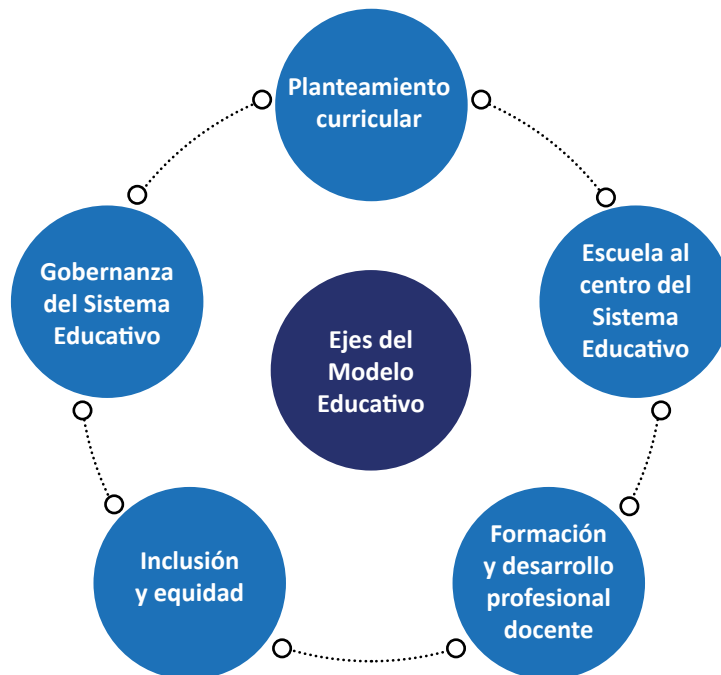 Planteamiento
curricular
Gobernanza
del Sistema
Educativo
Escuela al
centro del
Sistema
Educativo
Ejes del
Modelo
Educativo
Inclusión
y equidad
Formación
y desarrollo
profesional
docente